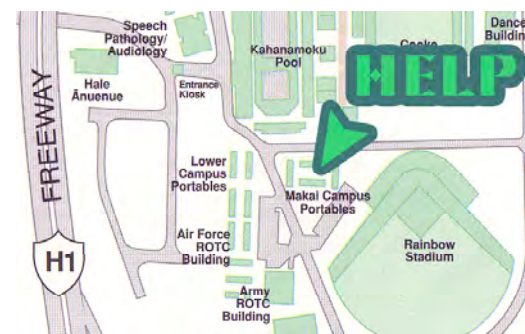 Speech
Pathology/
Audiology
Hale
Ānuenue
Entrance
Kiosk
Kahanamoku
Pool
Cooke
Dance
Buildin
HELP
FREEWAY
H1
Lower
Campus
Portables
Makai Campus
Portables
Air Force
ROTC
Building
Rainbow
Stadium
Army
ROTC
Building